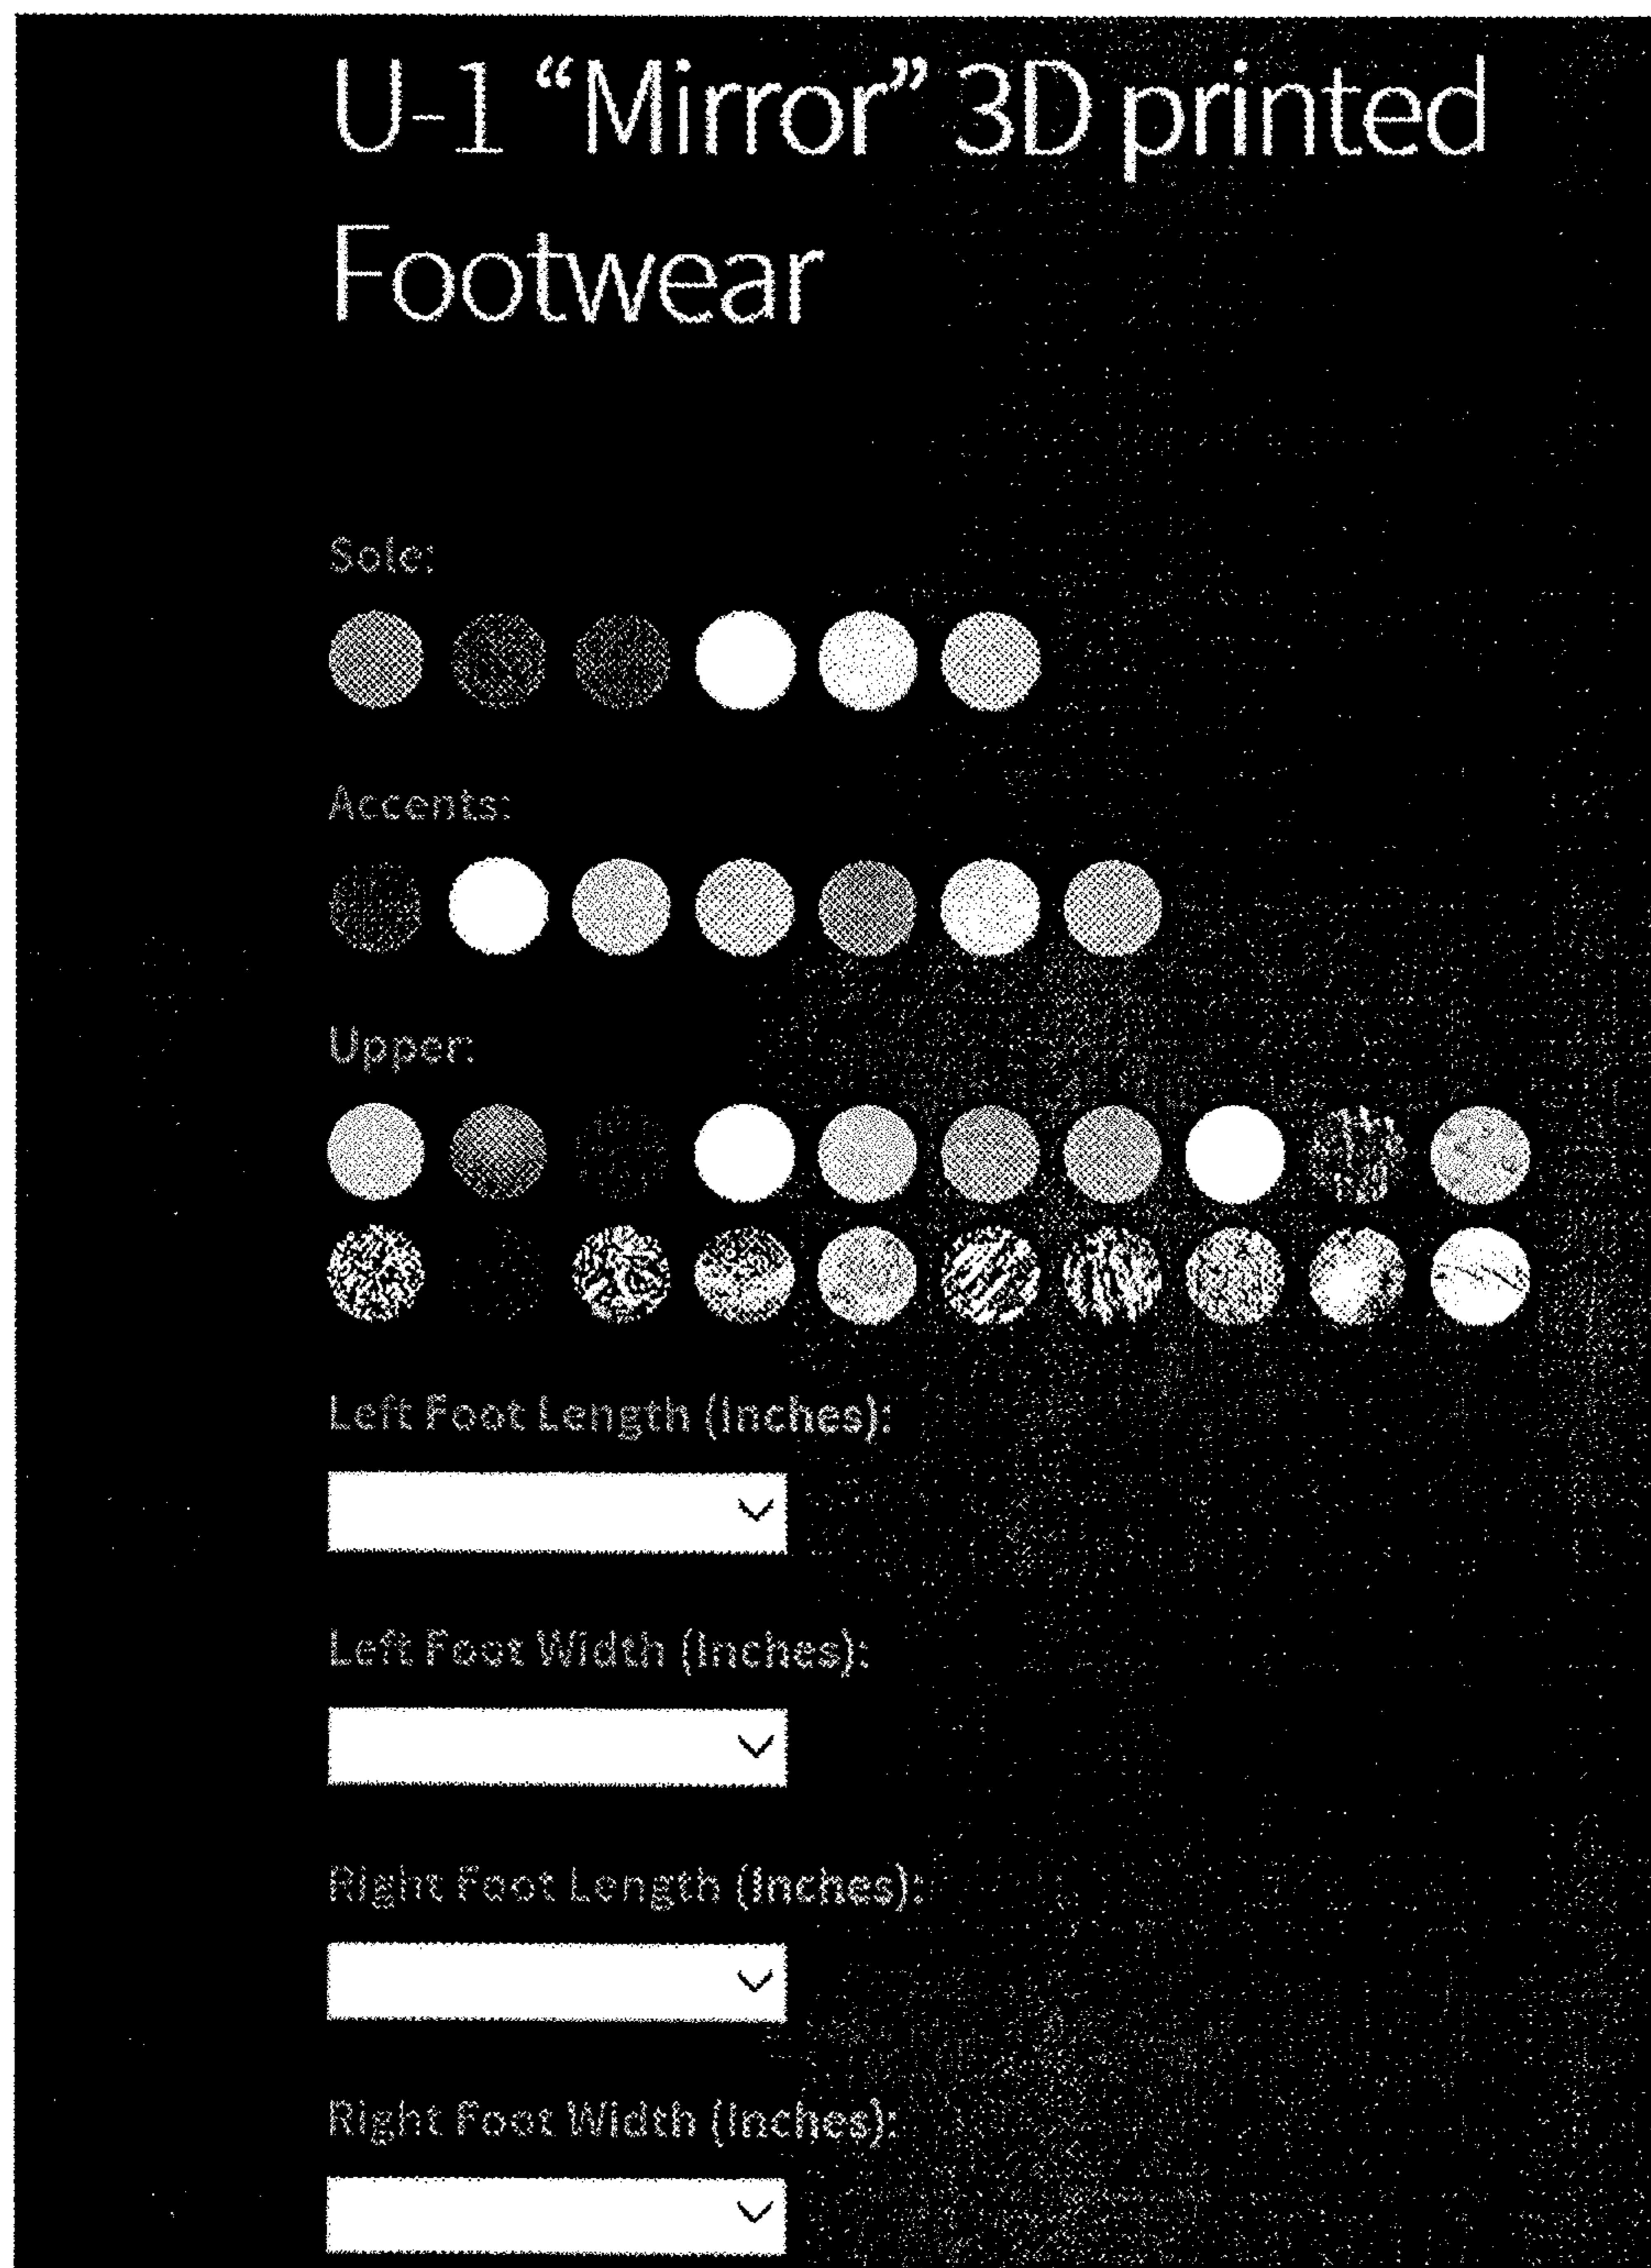 U-1 “Mirror” 3D printed
Footwear
Sole:
Accents:
Upper:
Left Foot Length (Inches):
Left Foot Width (Inches):
Right Foot Length (Inches):
Right Foot Width (Inches):